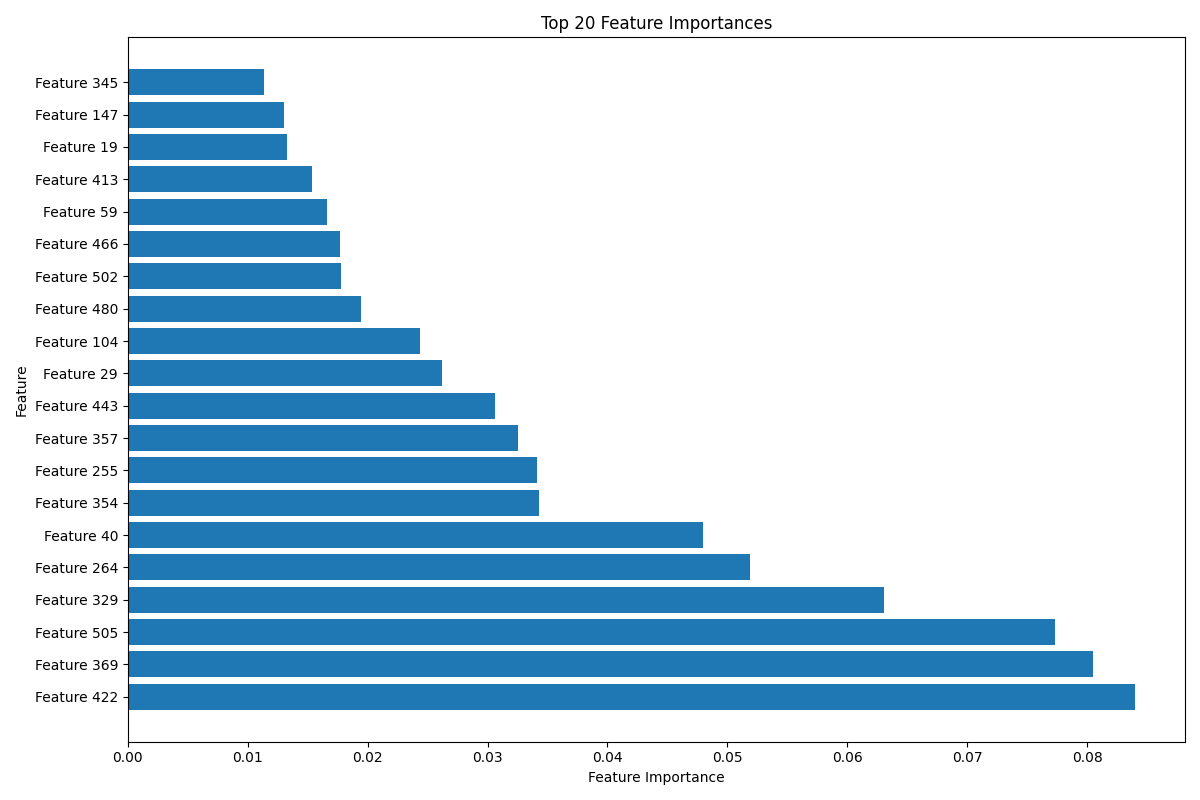 Top 20 Feature Importances
Feature 345
Feature 147
Feature 19
Feature 413
Feature 59
Feature 466
Feature 502
Feature 480
Feature 104
Feature 29
Feature 443
Feature 357
Feature 255
Feature 354
Feature 40
Feature 264
Feature 329
Feature 505
Feature 369
Feature 422
Feature
0.00 0.01 0.02 0.03 0.04 0.05 0.06 0.07 0.08
Feature Importance